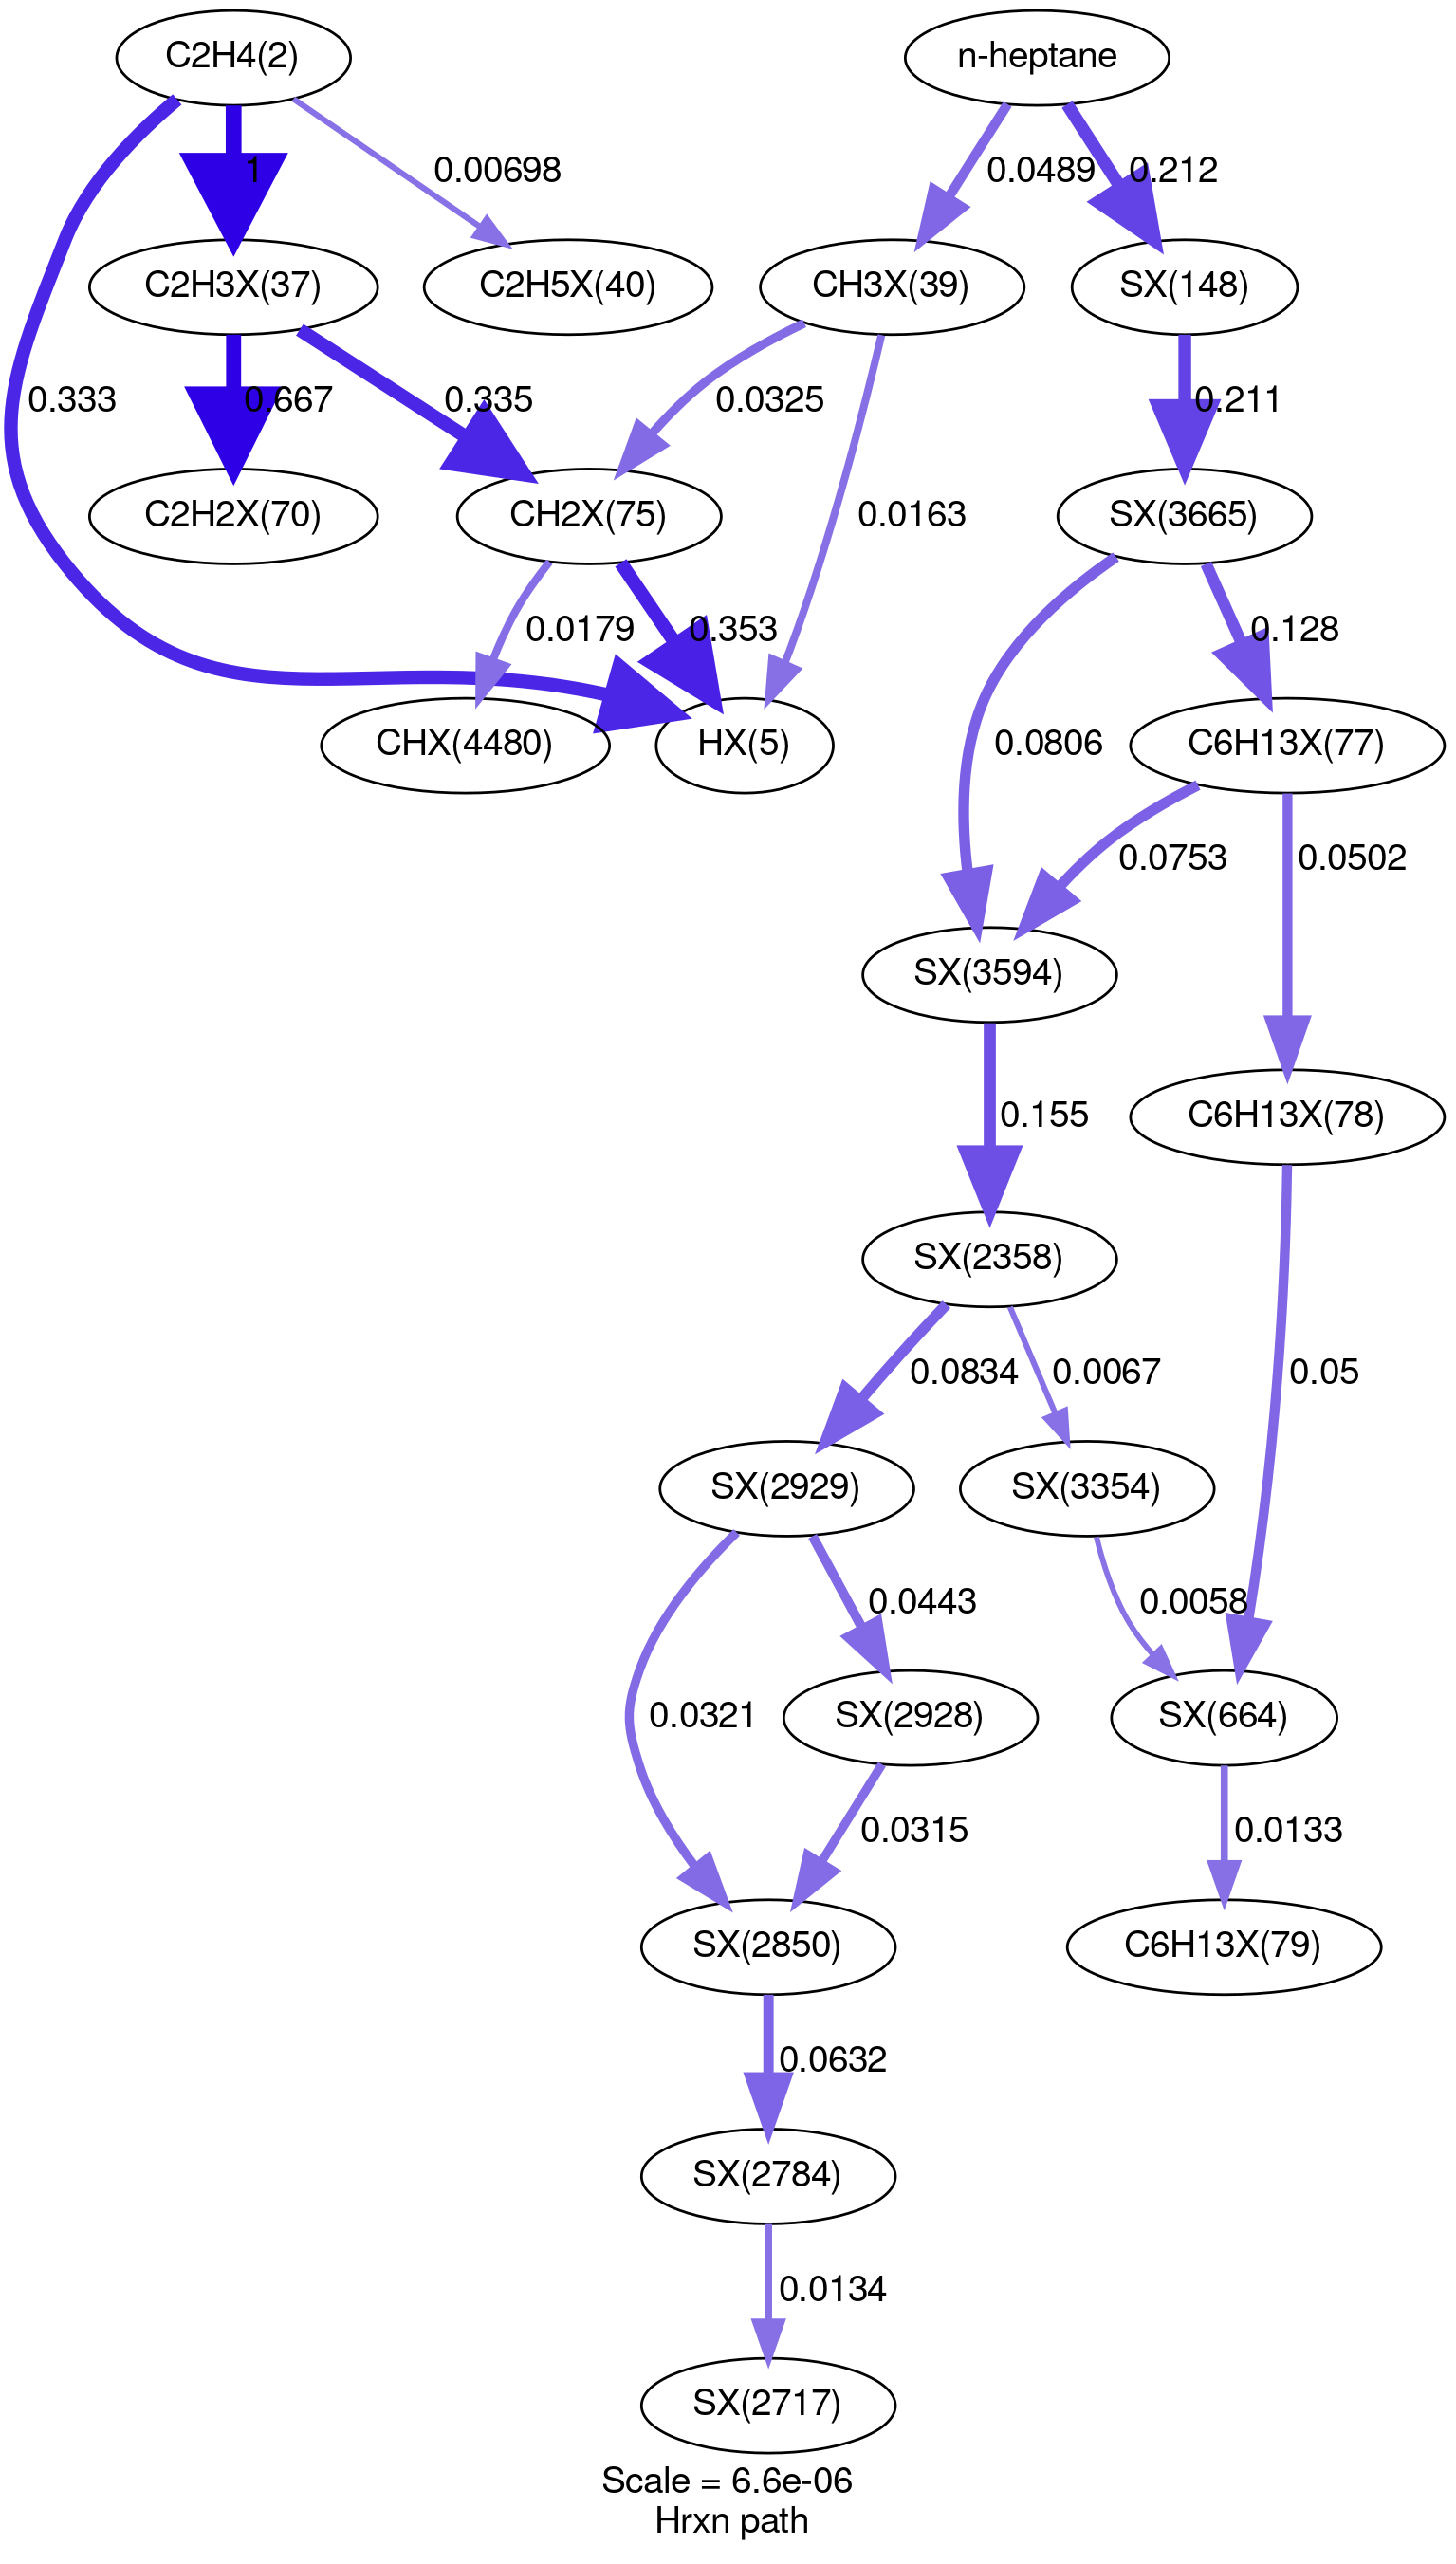 C2H4(2)
n-heptane
1
0.00698
0.0489
0.212
C2H3X(37)
C2H5X(40)
CH3X(39)
SX(148)
0.333
0.667
0.335
0.0325
0.211
C2H2X(70)
CH2X(75)
SX(3665)
0.0163
0.0179
0.353
0.128
CHX(4480)
HX(5)
0.0806
C6H13X(77)
0.0753
0.0502
SX(3594)
0.155
C6H13X(78)
SX(2358)
0.0834
0.0067
0.05
SX(2929)
SX(3354)
0.0443
0.0058
0.0321
SX(2928)
SX(664)
0.0315
0.0133
SX(2850)
C6H13X(79)
0.0632
SX(2784)
0.0134
SX(2717)
Scale = 6.6e-06
Hrxn path